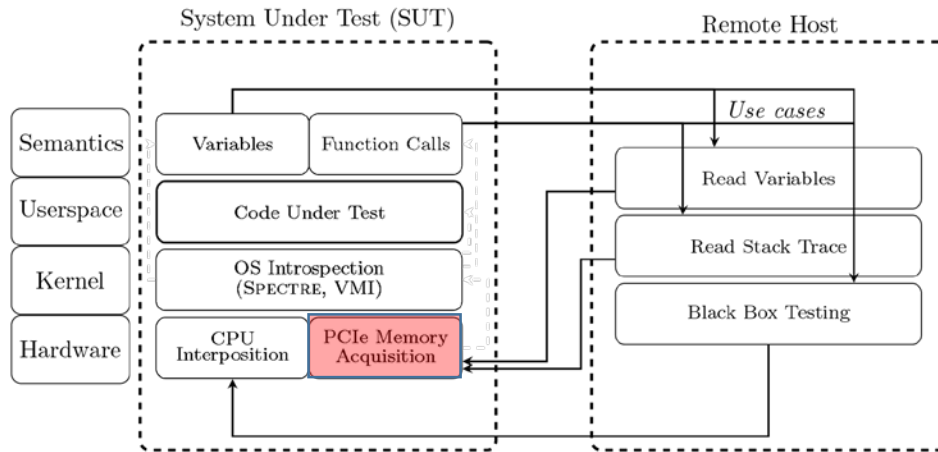 System Under Test (SUT)
Remote Host
Use cases
Semantics
Variables
Function Calls
Read Variables
Userspace
Code Under Test
Read Stack Trace
Kernel
OS Introspection
(SPECTRE, VMI)
Black Box Testing
Hardware
CPU
Interposition
PCIe Memory
Acquisition